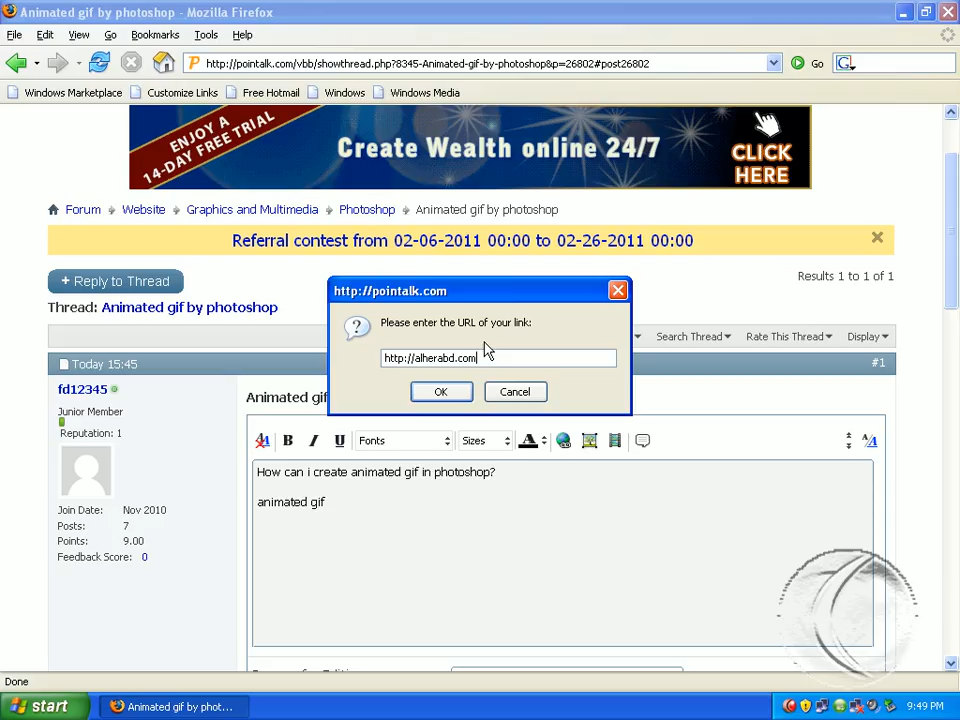 Animated gif by photoshop - Mozilla Firefox
File Edit View Go Bookmarks Tools Help
http://pointalk.com/vbb/showthread.php?8345-Animated-gif-by-photoshop&p=26802#post26802 Go
Windows Marketplace Customize Links Free Hotmail Windows Windows Media
ENJOY A
14-DAY FREE TRIAL
Create Wealth online 24/7
CLICK
HERE
Forum Website Graphics and Multimedia Photoshop Animated gif by photoshop
Referral contest from 02-06-2011 00:00 to 02-26-2011 00:00
+ Reply to Thread
Results 1 to 1 of 1
Thread: Animated gif by photoshop
http://pointalk.com
Please enter the URL of your link:
http://alherabd.com
OK Cancel
Search Thread Rate This Thread Display
Today 15:45 #1
fd12345
Junior Member
Reputation: 1
Join Date: Nov 2010
Posts: 7
Points: 9.00
Feedback Score: 0
Animated gif
B I U Fonts Sizes A
How can i create animated gif in photoshop?
animated gif
Done
start Animated gif by phot... 9:49 PM